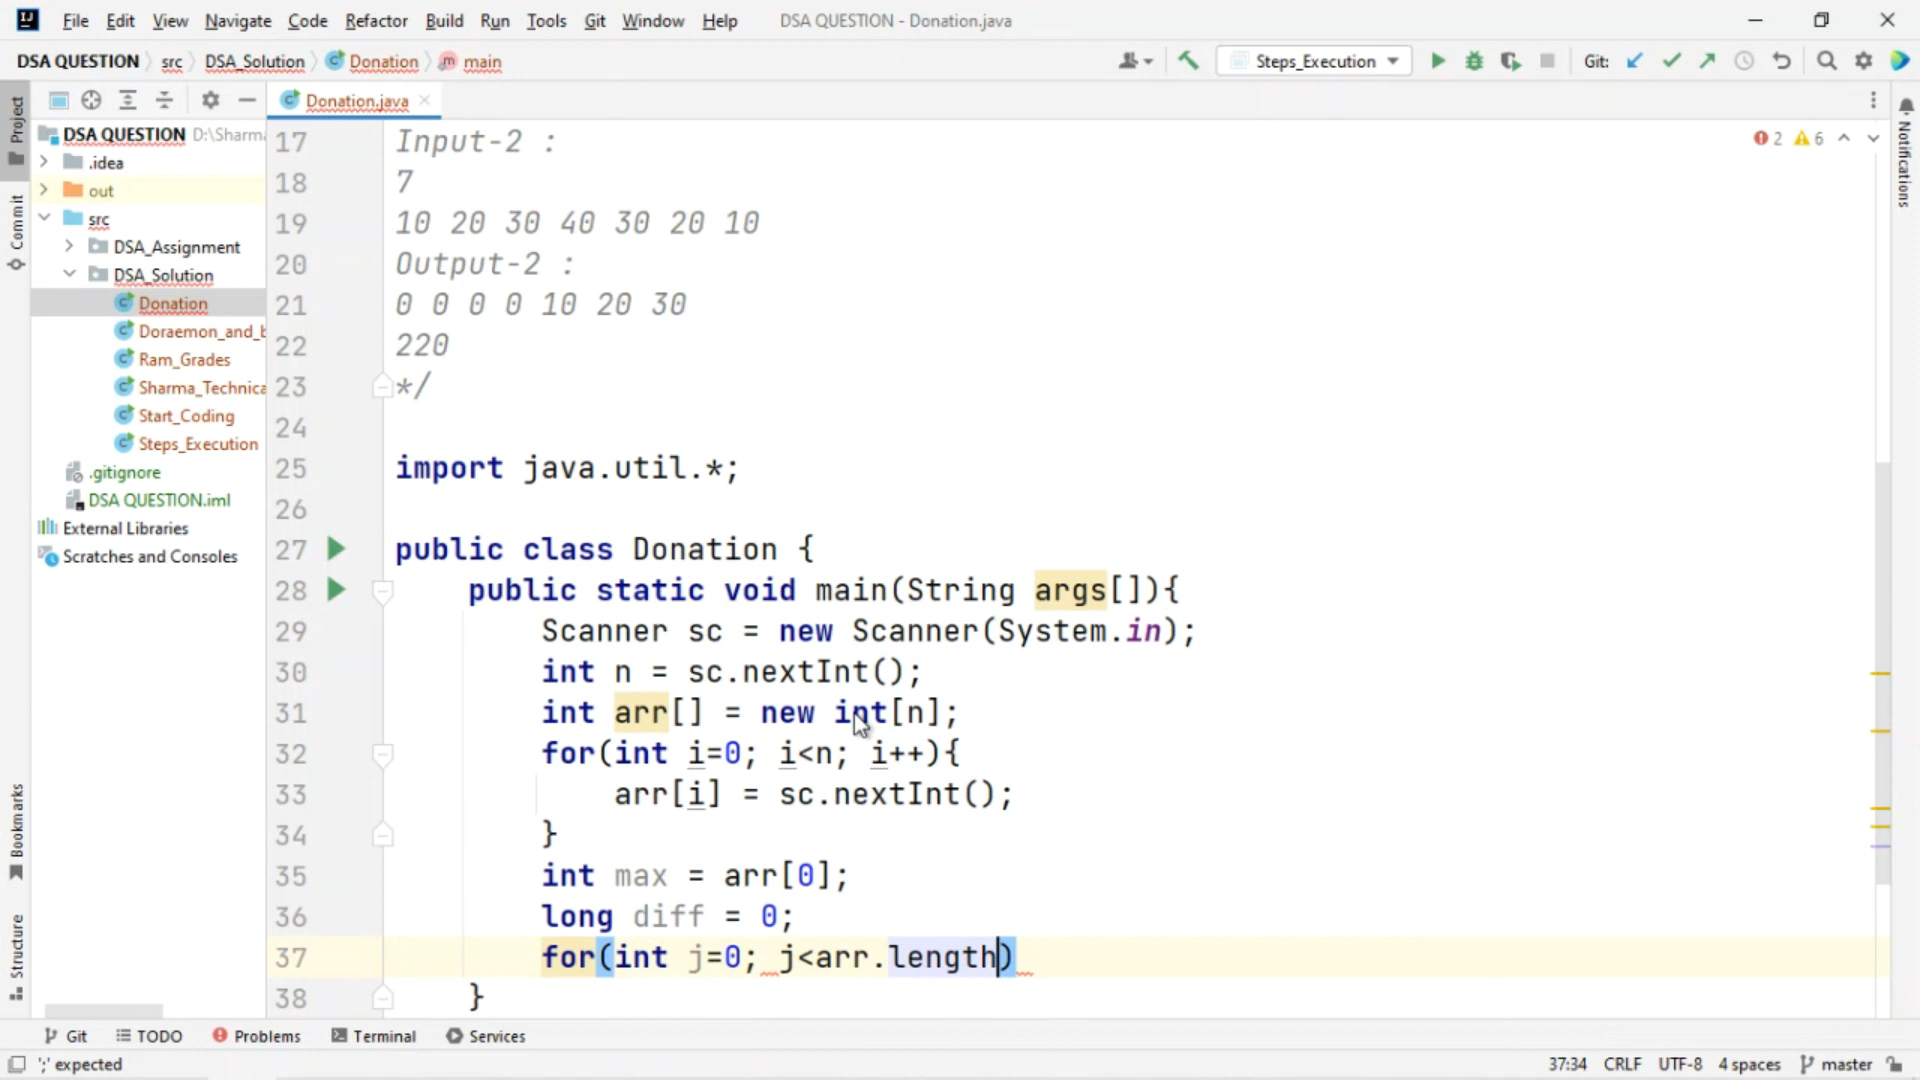 File Edit View Navigate Code Refactor Build Run Tools Git Window Help DSA QUESTION - Donation.java
DSA QUESTION src DSA_Solution Donation main Steps_Execution Git:
Donation.java
Project
Commit
Bookmarks
Structure
DSA QUESTION D:\Sharma
.idea
out
src
DSA_Assignment
DSA_Solution
Donation
Doraemon_and_b
Ram_Grades
Sharma_Technica
Start_Coding
Steps_Execution
.gitignore
DSA QUESTION.iml
External Libraries
Scratches and Consoles
2 6
Notifications
17 Input-2 :
18 7
19 10 20 30 40 30 20 10
20 Output-2 :
21 0 0 0 0 10 20 30
22 220
23 */
24
25 import java.util.*;
26
27 public class Donation {
28 public static void main(String args[]){
29 Scanner sc = new Scanner(System.in);
30 int n = sc.nextInt();
31 int arr[] = new int[n];
32 for(int i=0; i<n; i++){
33 arr[i] = sc.nextInt();
34 }
35 int max = arr[0];
36 long diff = 0;
37 for(int j=0; j<arr.length)
38 }
Git TODO Problems Terminal Services
';' expected 37:34 CRLF UTF-8 4 spaces master